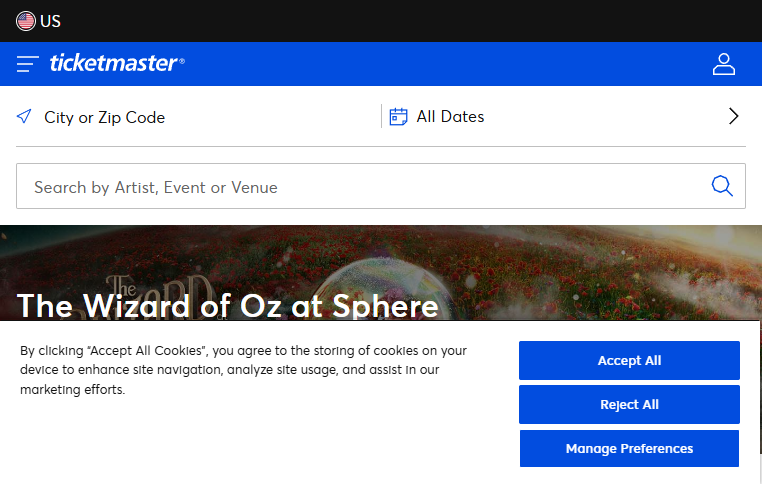 US
ticketmaster®
City or Zip Code
All Dates
Search by Artist, Event or Venue
The
WIZARD
The Wizard of Oz at Sphere
By clicking “Accept All Cookies”, you agree to the storing of cookies on your
device to enhance site navigation, analyze site usage, and assist in our
marketing efforts.
Accept All
Reject All
Manage Preferences